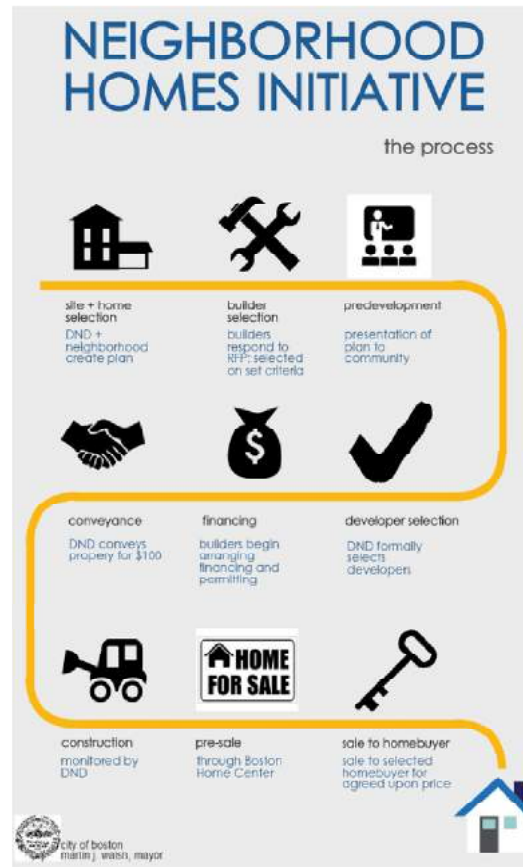 NEIGHBORHOOD
HOMES INITIATIVE
the process
site + home
selection
DND +
neighborhood
create plan
builder
selection
builders
respond to
RFP; selected
on set criteria
predevelopment
presentation of
plan to
community
conveyance
DND conveys
propery for $100
financing
builders begin
arranging
financing and
permitting
developer selection
DND formally
selects
developers
HOME
FOR SALE
construction
monitored by
DND
pre-sale
through Boston
Home Center
sale to homebuyer
sale to selected
homebuyer for
agreed upon price
city of boston
martin j. walsh, mayor